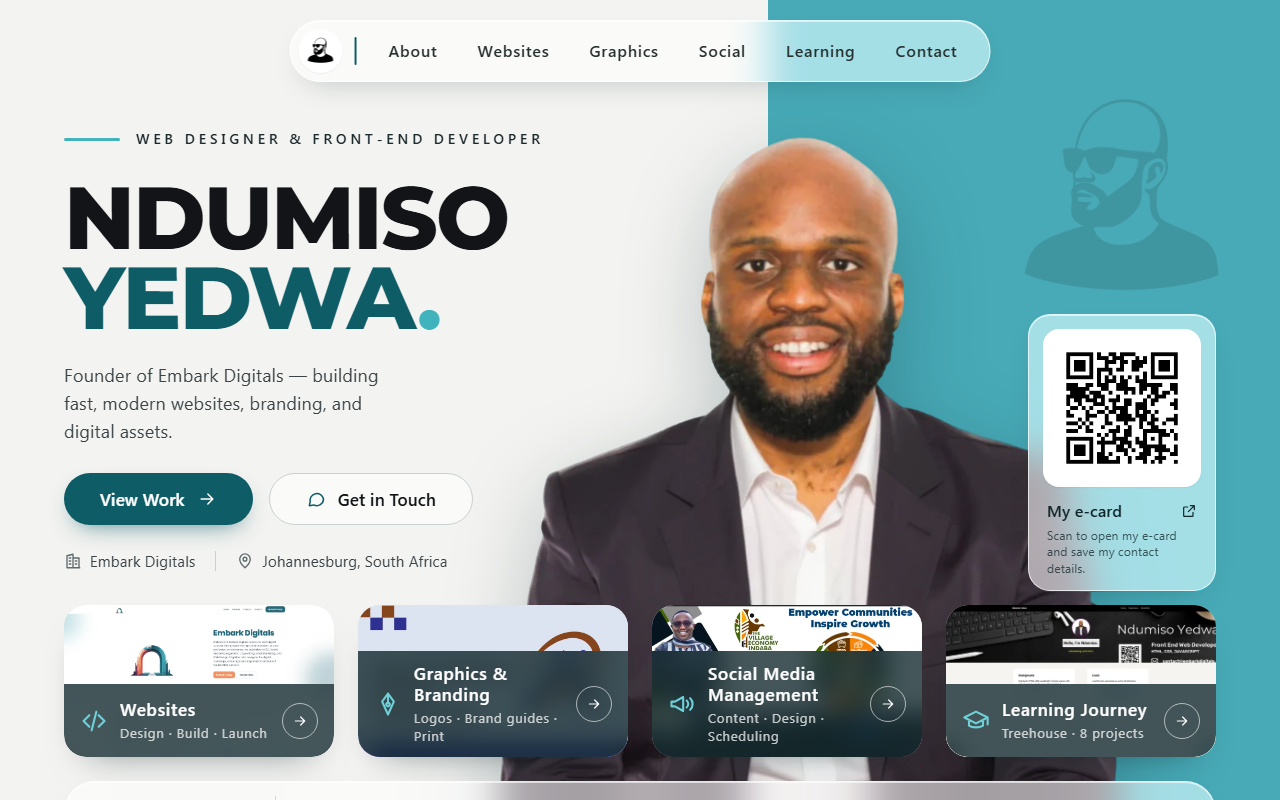 About
Websites
Graphics
Social
Learning
Contact
WEB DESIGNER & FRONT-END DEVELOPER
NDUMISO
YEDWA.
Founder of Embark Digitals — building
fast, modern websites, branding, and
digital assets.
View Work
Get in Touch
Embark Digitals
Johannesburg, South Africa
My e-card
Scan to open my e-card
and save my contact
details.
Embark Digitals
Websites
Design · Build · Launch
Graphics &
Branding
Logos · Brand guides ·
Print
Empower Communities
Inspire Growth
VILLAGE
ECONOMY
INDABA
Social Media
Management
Content · Design ·
Scheduling
Ndumiso Yedwa
Learning Journey
Treehouse · 8 projects